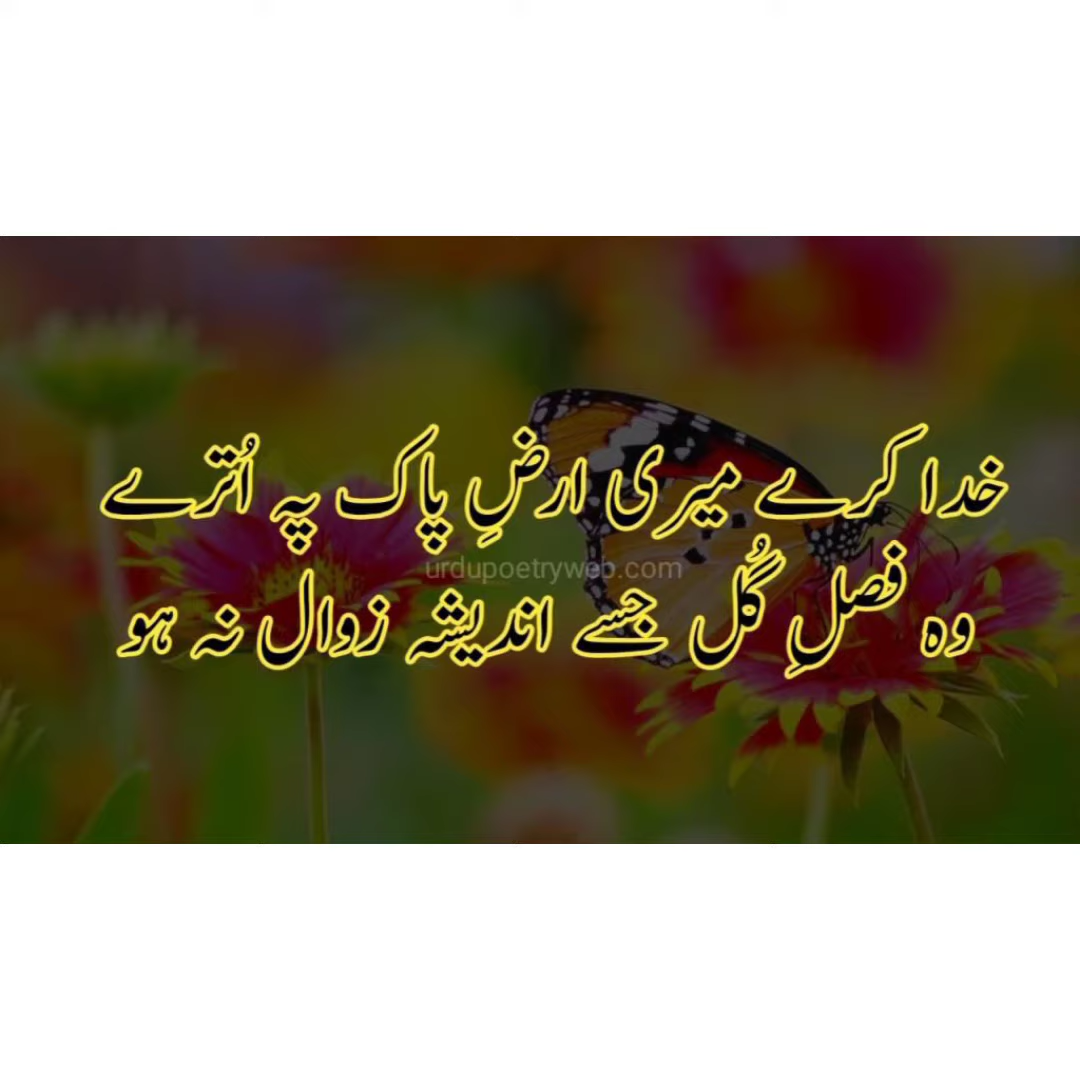 خدا کرے میری ارضِ پاک پہ اُترے
urdupoetryweb.com
وہ فصلِ گُل جسے اندیشہ زوال نہ ہو